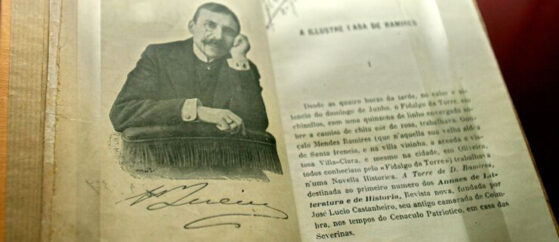 A ILLUSTRE CASA DE RAMIRES
I
Desde as quatro horas da tarde, no calor e si-
lencio do domingo de Junho, o Fidalgo da Torre, em
chinellos, com uma quinzena de linho envergada so-
bre a camisa de chita côr de rosa, trabalhava. Gon-
çalo Mendes Ramires (que n'aquella sua velha aldêa
de Santa Ireneia, e na villa visinha, a aceada e vis-
tosa Villa-Clara, e mesmo na cidade, em Oliveira,
todos conheciam pelo «Fidalgo da Torre») trabalhava
n'uma Novella Historica, A Torre de D. Ramires,
destinada ao primeiro numero dos Annaes de Lit-
teratura e de Historia, Revista nova, fundada por
José Lucio Castanheiro, seu antigo camarada de Coim-
bra, nos tempos do Cenaculo Patriotico, em casa das
Severinas.